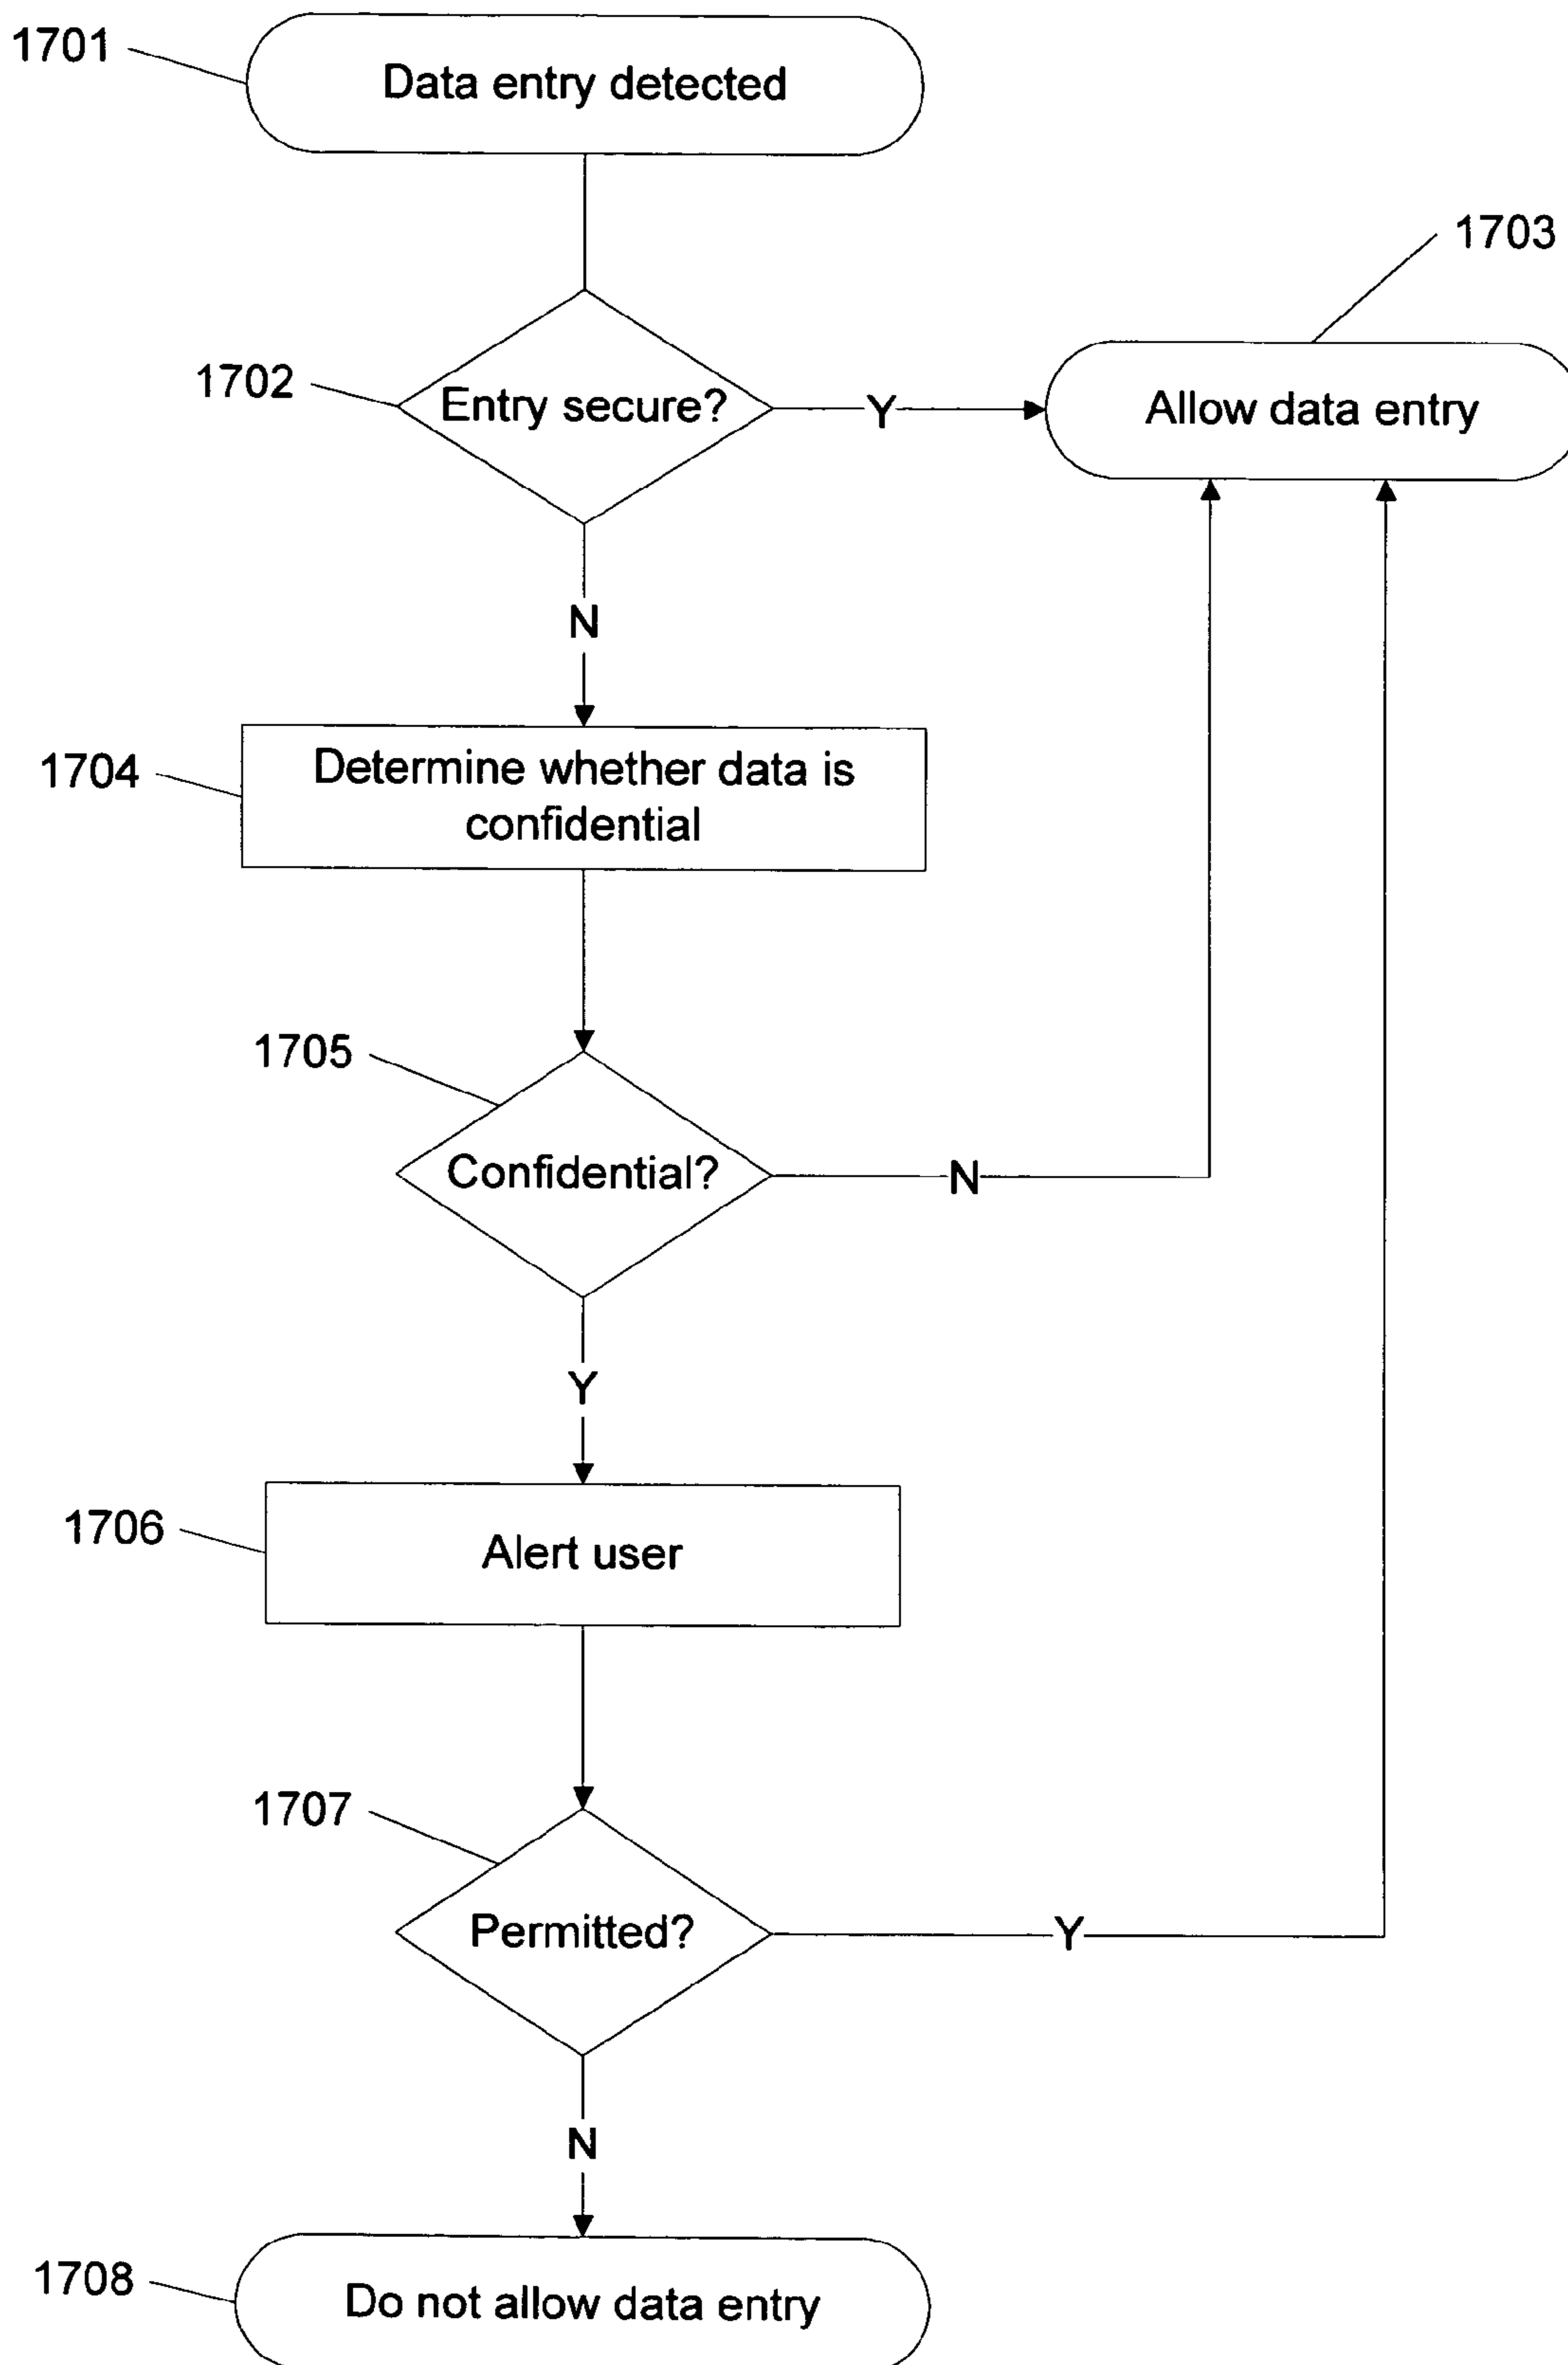 1701
Data entry detected
1703
1702
Entry secure?
Y
Allow data entry
N
1704
Determine whether data is
confidential
1705
Confidential?
N
Y
1706
Alert user
1707
Permitted?
Y
N
1708
Do not allow data entry